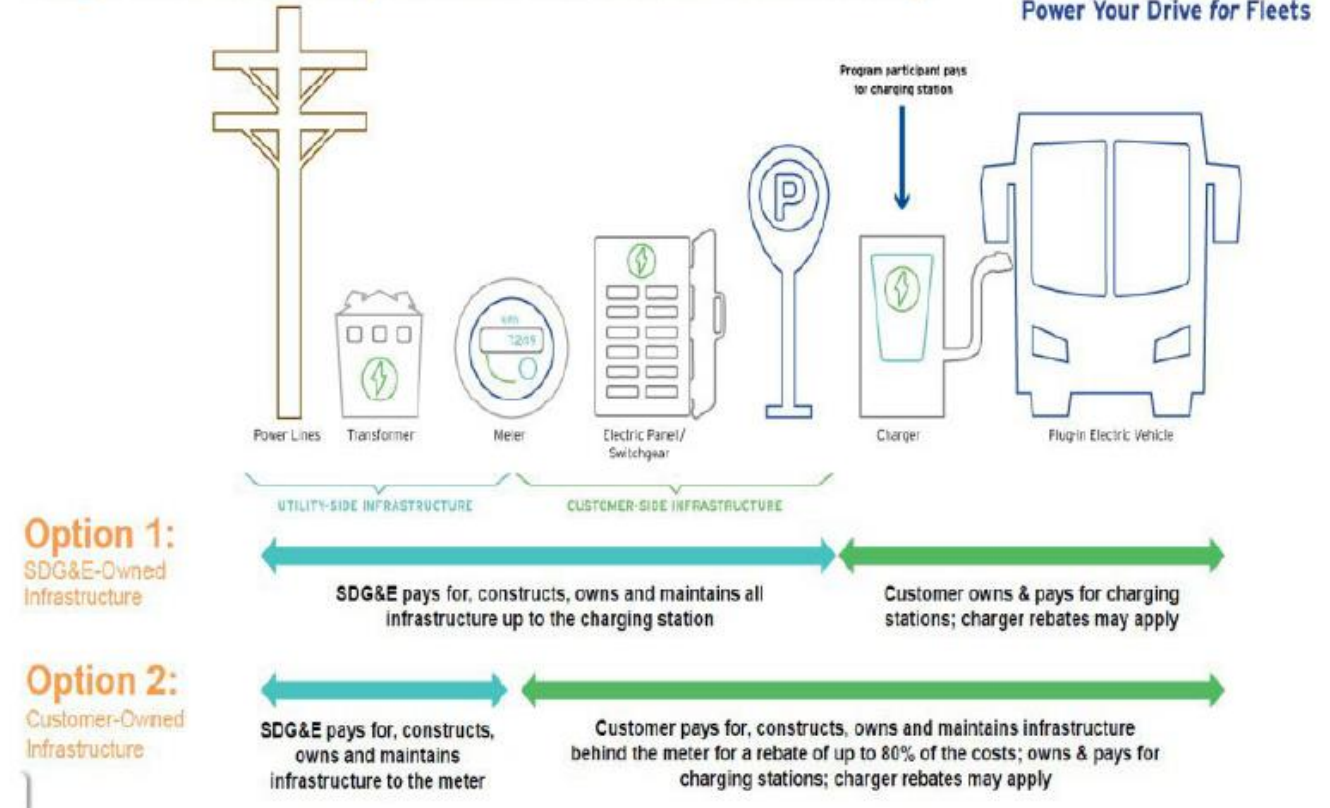 Power Your Drive for Fleets
Program participant pays
for charging station
P
kWh
Power Lines
Transformer
Meter
Electric Panel/
Switchgear
Charger
Plug-in Electric Vehicle
UTILITY-SIDE INFRASTRUCTURE
CUSTOMER-SIDE INFRASTRUCTURE
Option 1:
SDG&E-Owned
Infrastructure
SDG&E pays for, constructs, owns and maintains all
infrastructure up to the charging station
Customer owns & pays for charging
stations; charger rebates may apply
Option 2:
Customer-Owned
Infrastructure
SDG&E pays for, constructs,
owns and maintains
infrastructure to the meter
Customer pays for, constructs, owns and maintains infrastructure
behind the meter for a rebate of up to 80% of the costs; owns & pays for
charging stations; charger rebates may apply